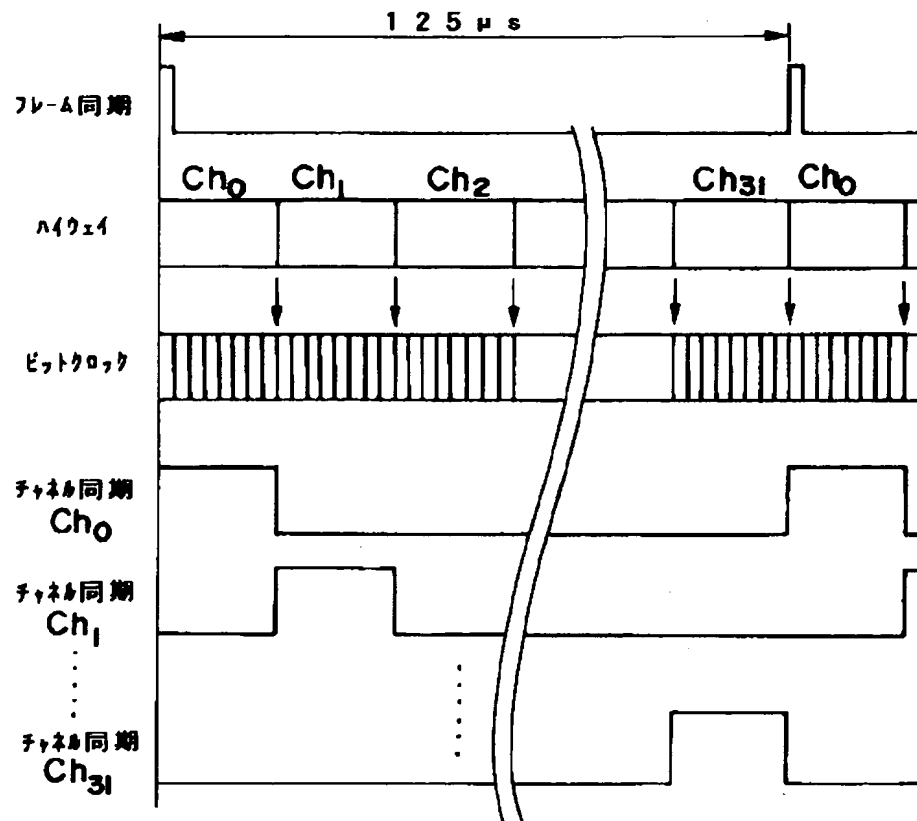 125μs
フレーム同期
Ch0 Ch1 Ch2 Ch31 Ch0
ハイウェイ
ビットクロック
チャネル同期
Ch0
チャネル同期
Ch1
チャネル同期
Ch31